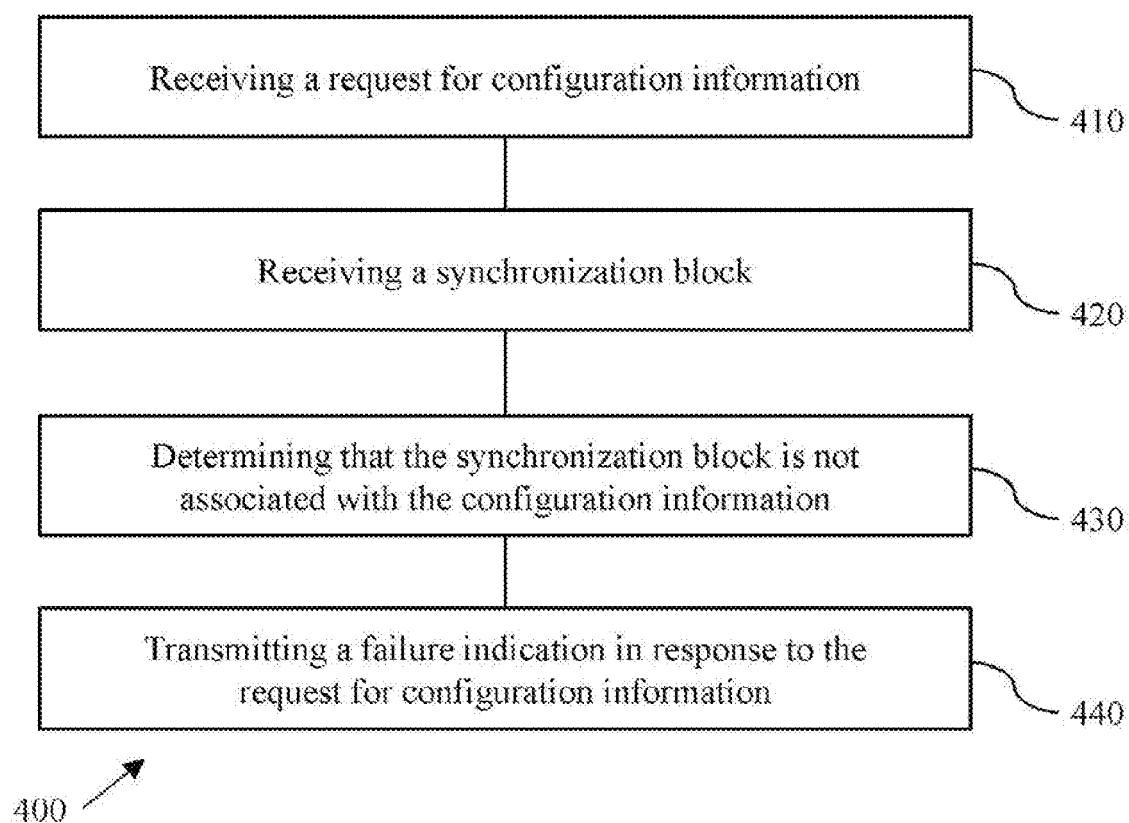 Receiving a request for configuration information
410
Receiving a synchronization block
420
Determining that the synchronization block is not
associated with the configuration information
430
Transmitting a failure indication in response to the
request for configuration information
440
400